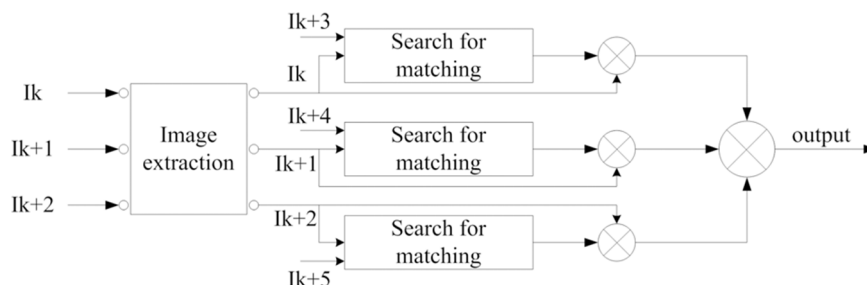 Ik
Ik+1
Ik+2
Image
extraction
Ik+3
Ik
Search for
matching
Ik+4
Ik+1
Search for
matching
Ik+2
Ik+5
Search for
matching
output